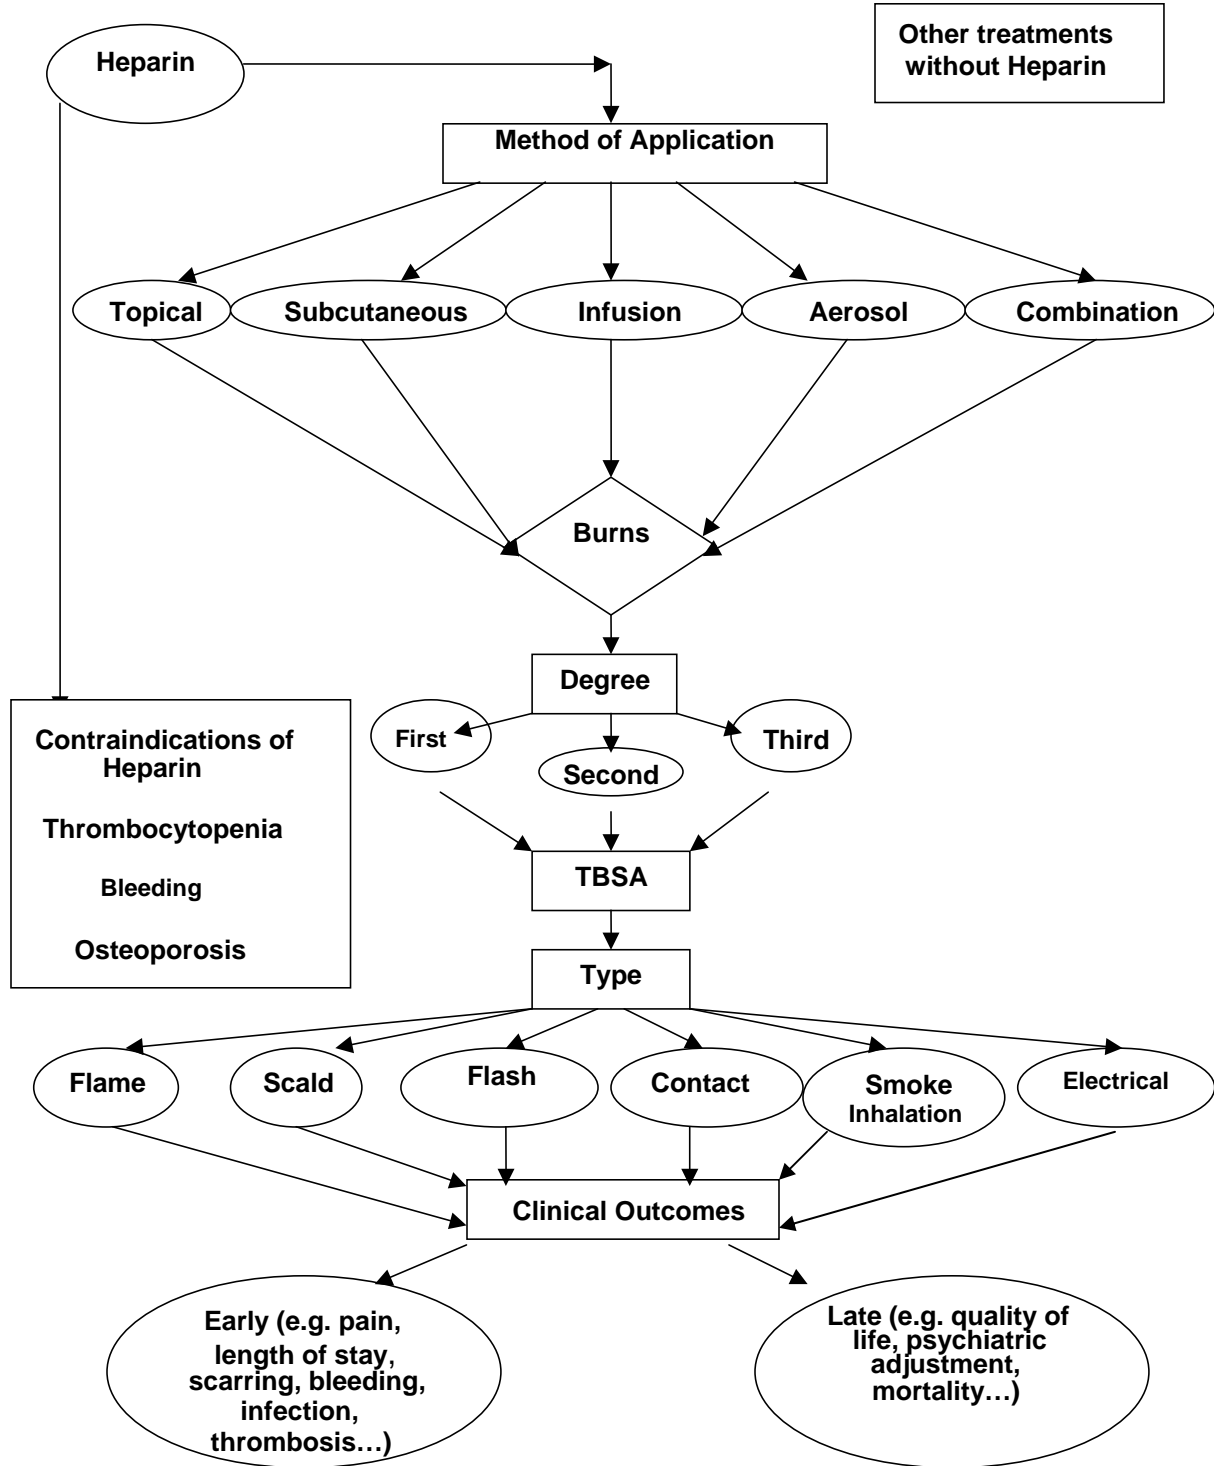 Heparin
Other treatments
without Heparin
Method of Application
Topical
Subcutaneous
Infusion
Aerosol
Combination
Burns
Degree
First
Second
Third
Contraindications of
Heparin
Thrombocytopenia
Bleeding
Osteoporosis
TBSA
Type
Flame
Scald
Flash
Contact
Smoke
Inhalation
Electrical
Clinical Outcomes
Early (e.g. pain,
length of stay,
scarring, bleeding,
infection,
thrombosis…)
Late (e.g. quality of
life, psychiatric
adjustment,
mortality…)